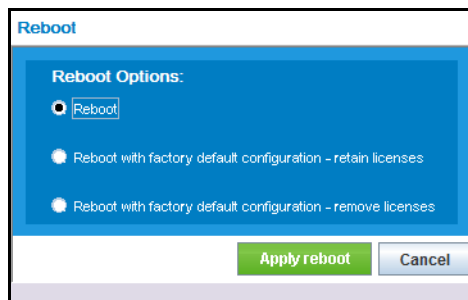 Reboot
Reboot Options:
Reboot
Reboot with factory default configuration - retain licenses
Reboot with factory default configuration - remove licenses
Apply reboot Cancel